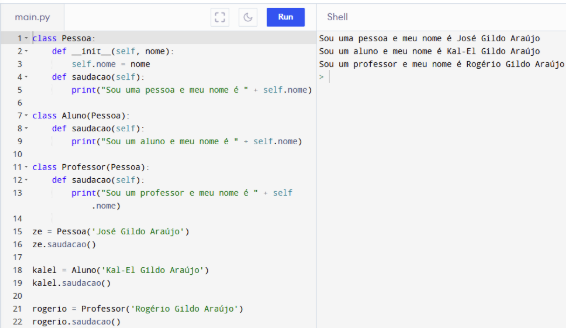 main.py
Run
Shell
1 class Pessoa:
2     def __init__(self, nome):
3         self.nome = nome
4     def saudacao(self):
5         print("Sou uma pessoa e meu nome é " + self.nome)
6
7 class Aluno(Pessoa):
8     def saudacao(self):
9         print("Sou um aluno e meu nome é " + self.nome)
10
11 class Professor(Pessoa):
12     def saudacao(self):
13         print("Sou um professor e meu nome é " + self
            .nome)
14
15 ze = Pessoa('José Gildo Araújo')
16 ze.saudacao()
17
18 kalel = Aluno('Kal-El Gildo Araújo')
19 kalel.saudacao()
20
21 rogerio = Professor('Rogério Gildo Araújo')
22 rogerio.saudacao()
Sou uma pessoa e meu nome é José Gildo Araújo
Sou um aluno e meu nome é Kal-El Gildo Araújo
Sou um professor e meu nome é Rogério Gildo Araújo
>